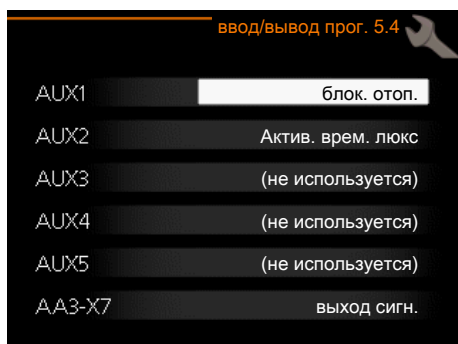 ввод/вывод прог. 5.4
AUX1 блок. отоп.
AUX2 Актив. врем. люкс
AUX3 (не используется)
AUX4 (не используется)
AUX5 (не используется)
AA3-X7 выход сигн.